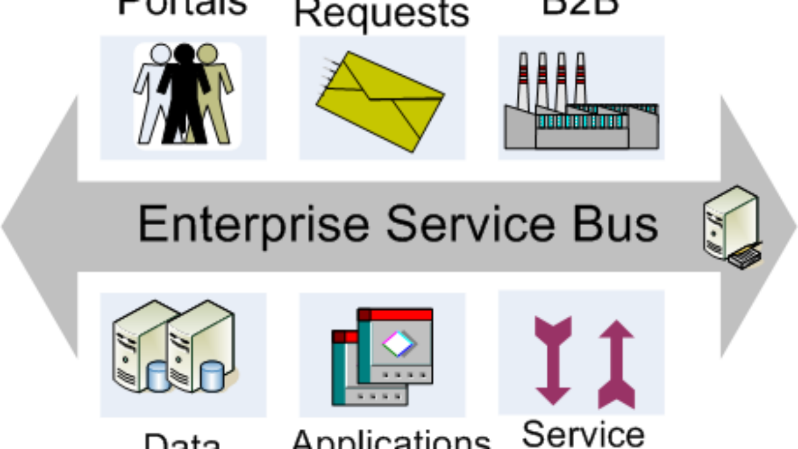 Portals
Requests
B2B
Enterprise Service Bus
Data
Applications
Service